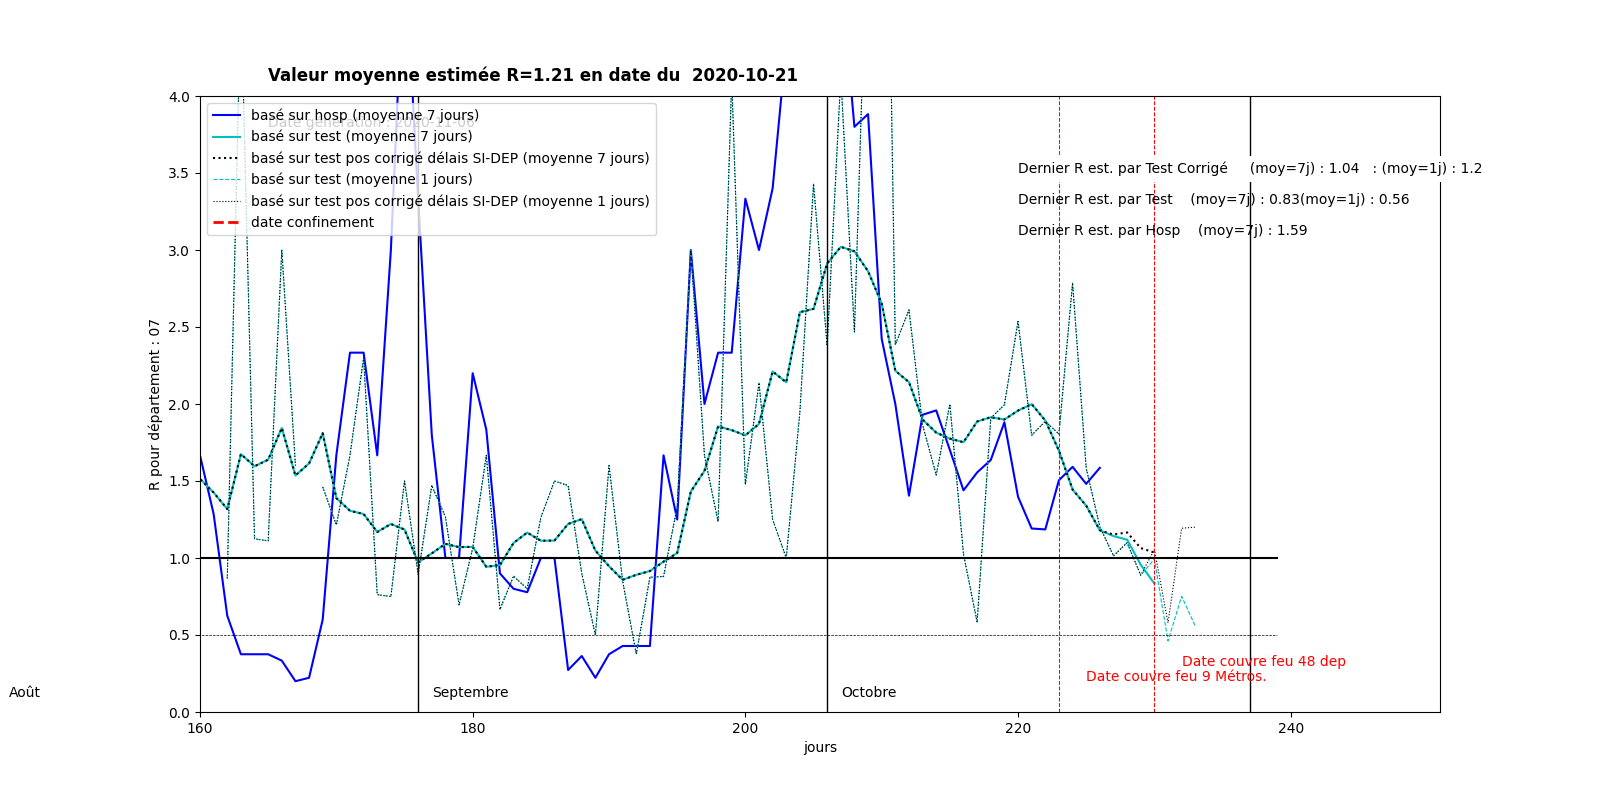 Valeur moyenne estimée R=1.21 en date du  2020-10-21
Date génération : 2020-11-06
basé sur hosp (moyenne 7 jours)
basé sur test (moyenne 7 jours)
basé sur test pos corrigé délais SI-DEP (moyenne 7 jours)
basé sur test (moyenne 1 jours)
basé sur test pos corrigé délais SI-DEP (moyenne 1 jours)
date confinement
Dernier R est. par Test Corrigé     (moy=7j) : 1.04   : (moy=1j) : 1.2
Dernier R est. par Test    (moy=7j) : 0.83(moy=1j) : 0.56
Dernier R est. par Hosp    (moy=7j) : 1.59
R pour département : 07
4.0
3.5
3.0
2.5
2.0
1.5
1.0
0.5
0.0
Date couvre feu 48 dep
Date couvre feu 9 Métros.
Août
Septembre
Octobre
160
180
200
220
240
jours